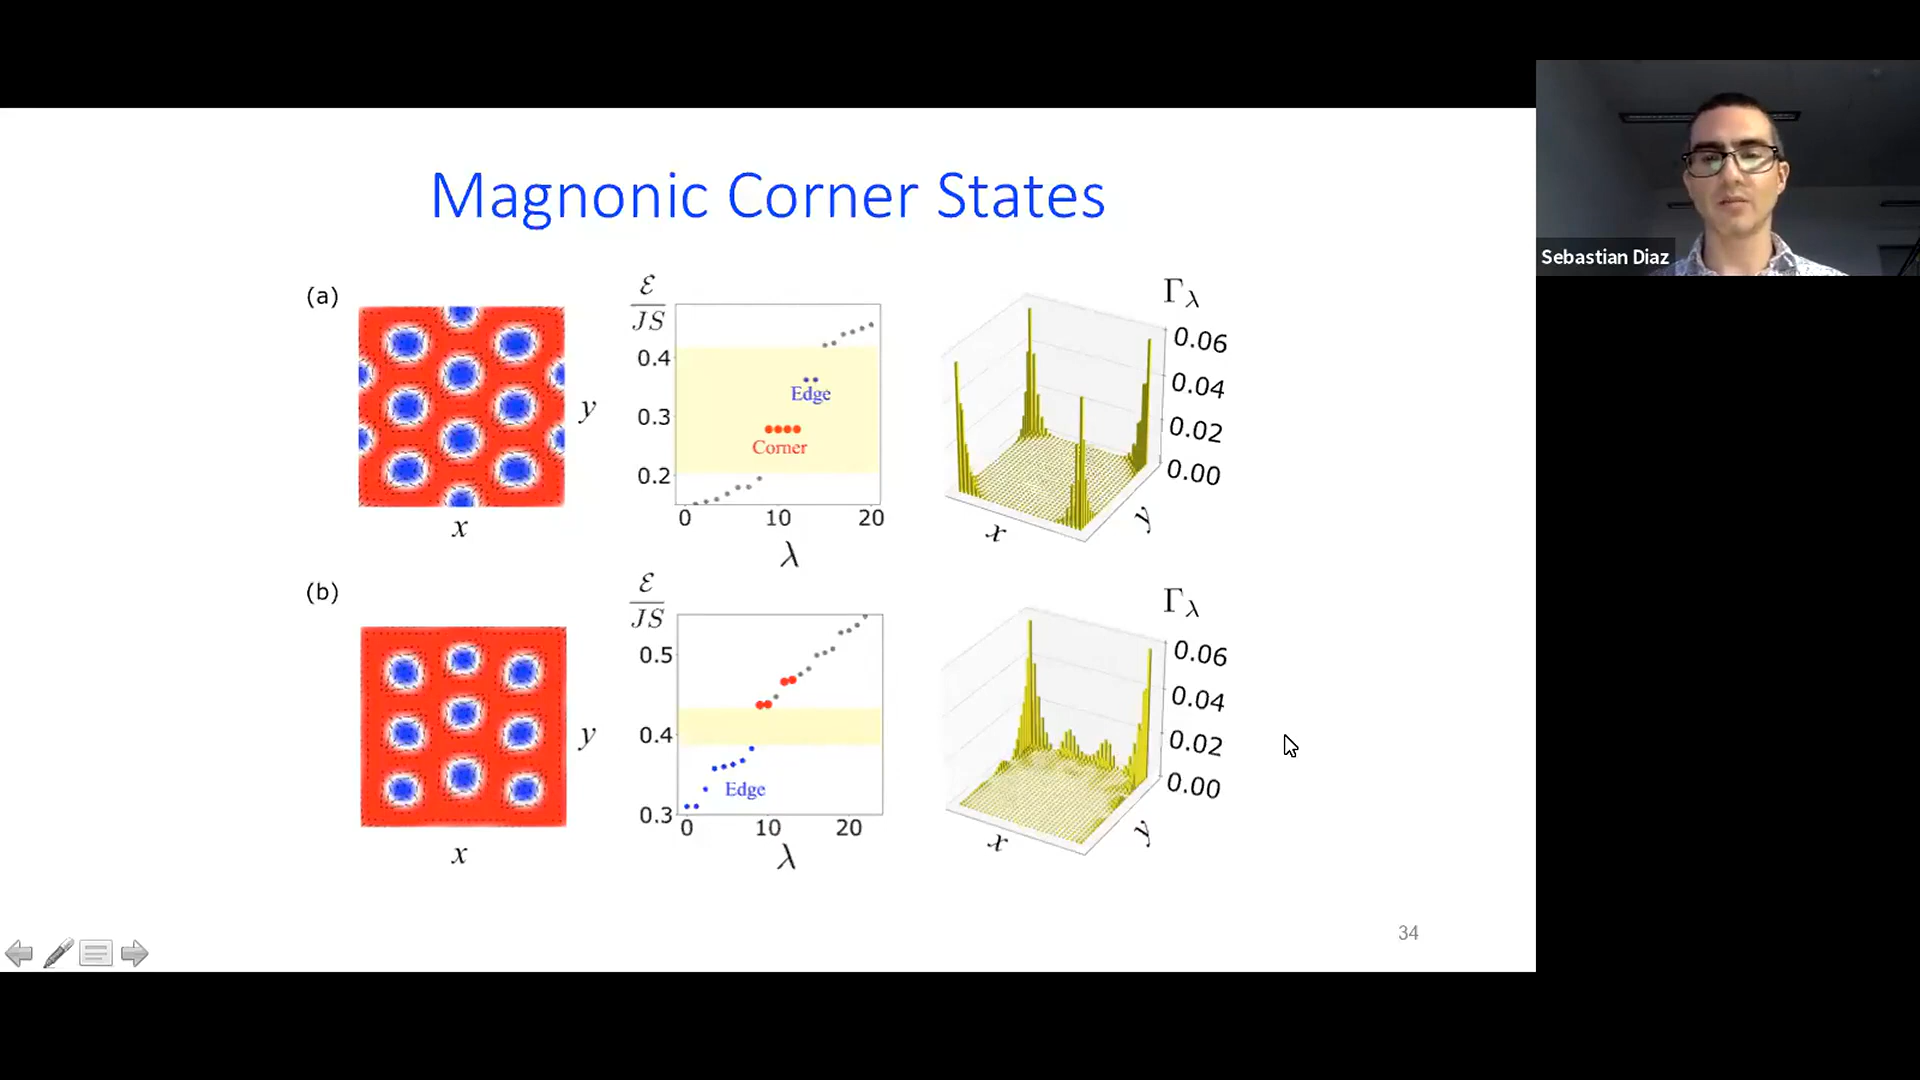 Magnonic Corner States
Sebastian Diaz
(a)
y
x
ℰ
JS
0.4
0.3
0.2
Edge
Corner
0 10 20
λ
Γλ
0.06
0.04
0.02
0.00
x
y
(b)
y
x
ℰ
JS
0.5
0.4
0.3
Edge
0 10 20
λ
Γλ
0.06
0.04
0.02
0.00
x
y
34